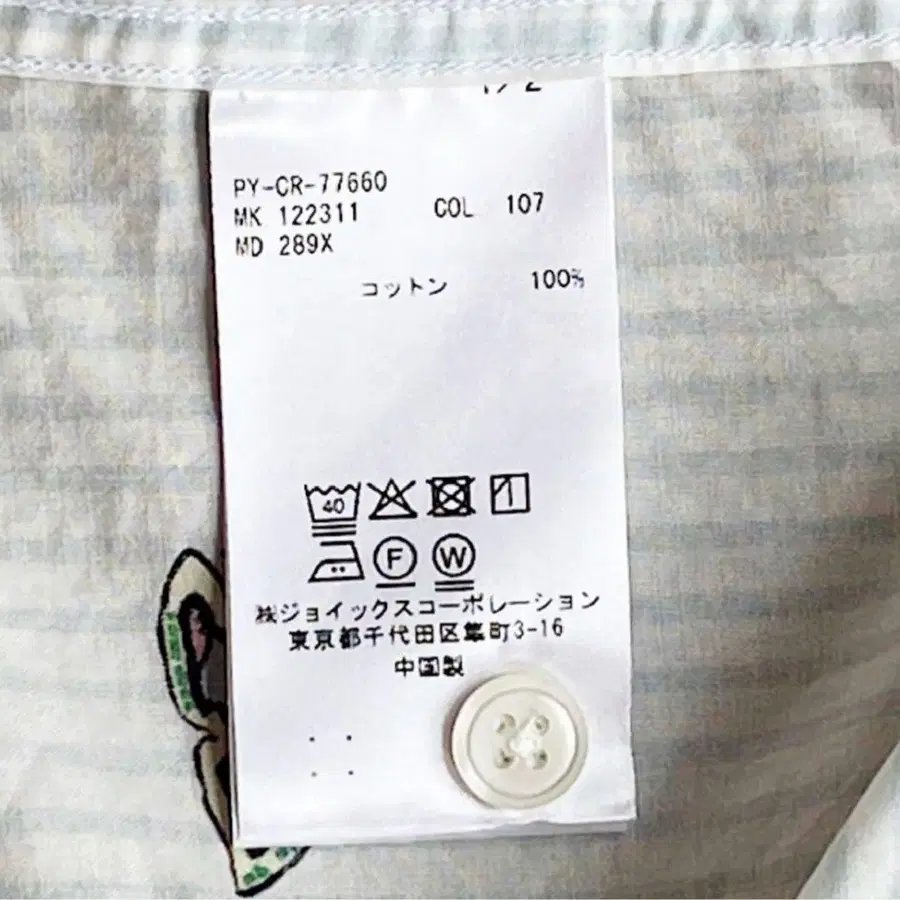 PY-CR-77660
MK 122311 COL 107
MD 289X
コットン 100%
40
F W
㈱ジョイックスコーポレーション
東京都千代田区隼町3-16
中国製